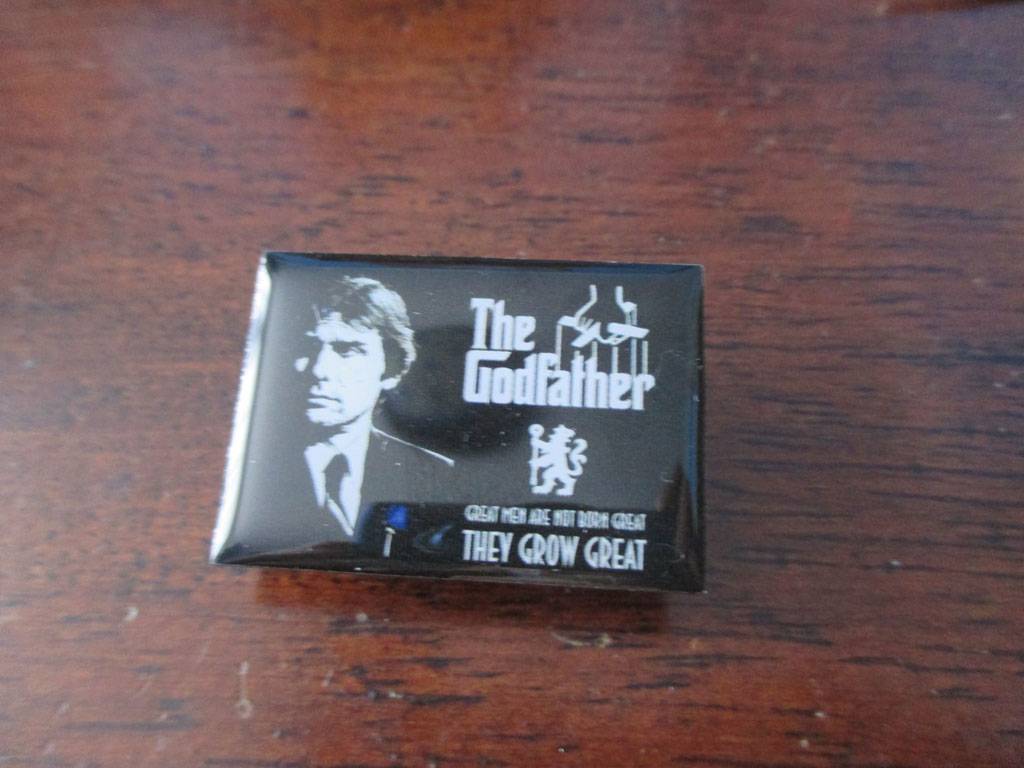 The
Godfather
GREAT MEN ARE NOT BORN GREAT
THEY GROW GREAT